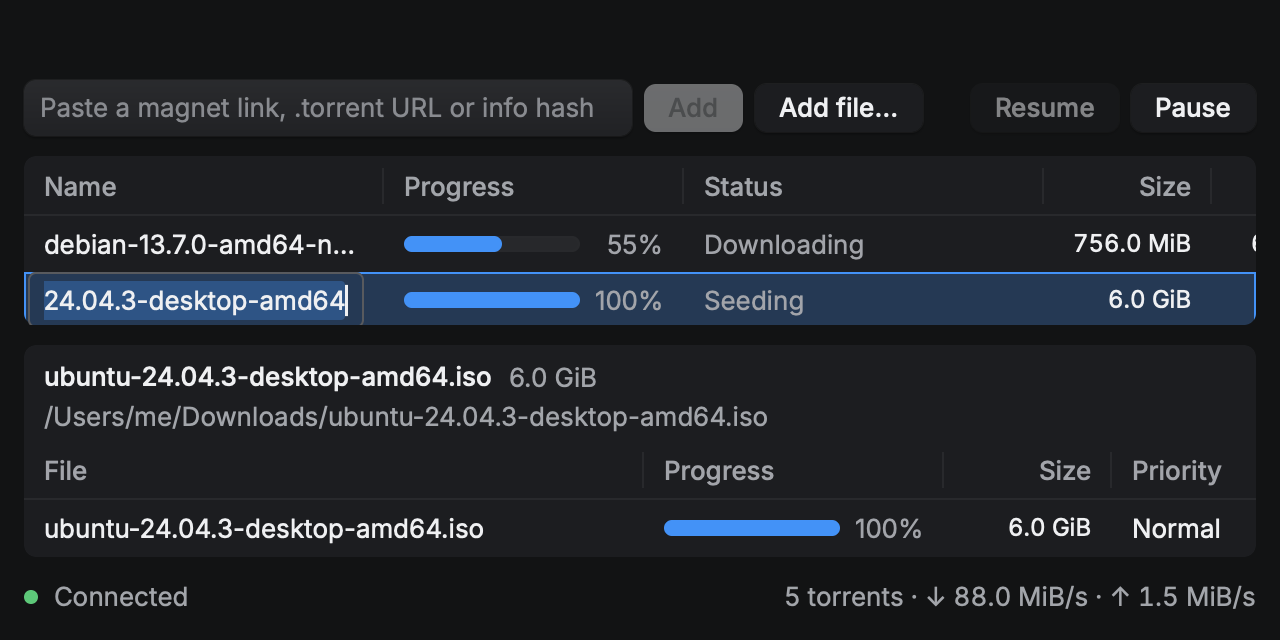 Paste a magnet link, .torrent URL or info hash Add Add file... Resume Pause
Name Progress Status Size
debian-13.7.0-amd64-n... 55% Downloading 756.0 MiB
24.04.3-desktop-amd64 100% Seeding 6.0 GiB
ubuntu-24.04.3-desktop-amd64.iso 6.0 GiB
/Users/me/Downloads/ubuntu-24.04.3-desktop-amd64.iso
File Progress Size Priority
ubuntu-24.04.3-desktop-amd64.iso 100% 6.0 GiB Normal
Connected 5 torrents · ↓ 88.0 MiB/s · ↑ 1.5 MiB/s